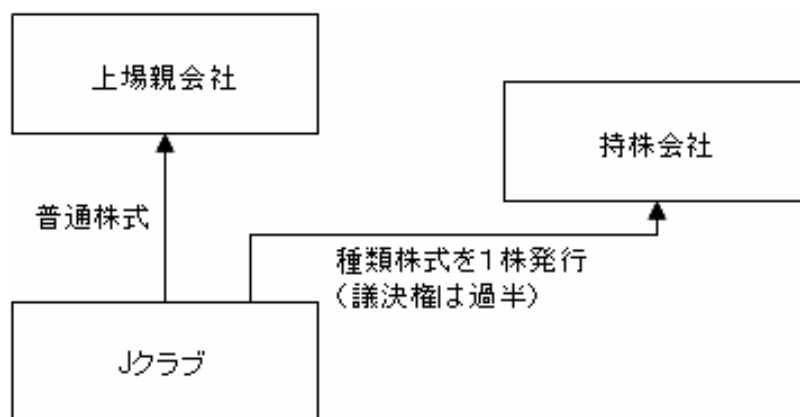 上場親会社
持株会社
普通株式
種類株式を1株発行
（議決権は過半）
Jクラブ